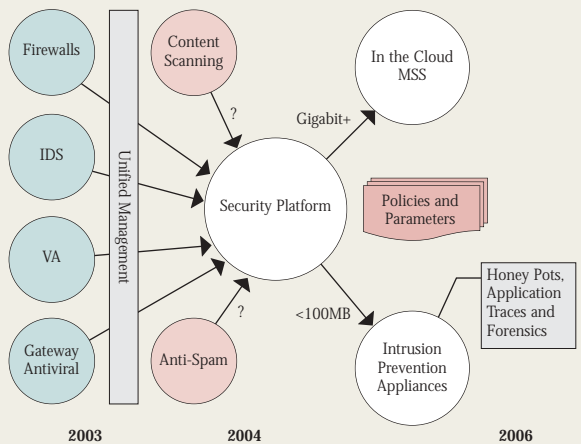 Firewalls
IDS
VA
Gateway
Antiviral
Unified Management
Content
Scanning
?
Security Platform
?
Anti-Spam
Gigabit+
In the Cloud
MSS
Policies and
Parameters
<100MB
Intrusion
Prevention
Appliances
Honey Pots,
Application
Traces and
Forensics
2003
2004
2006